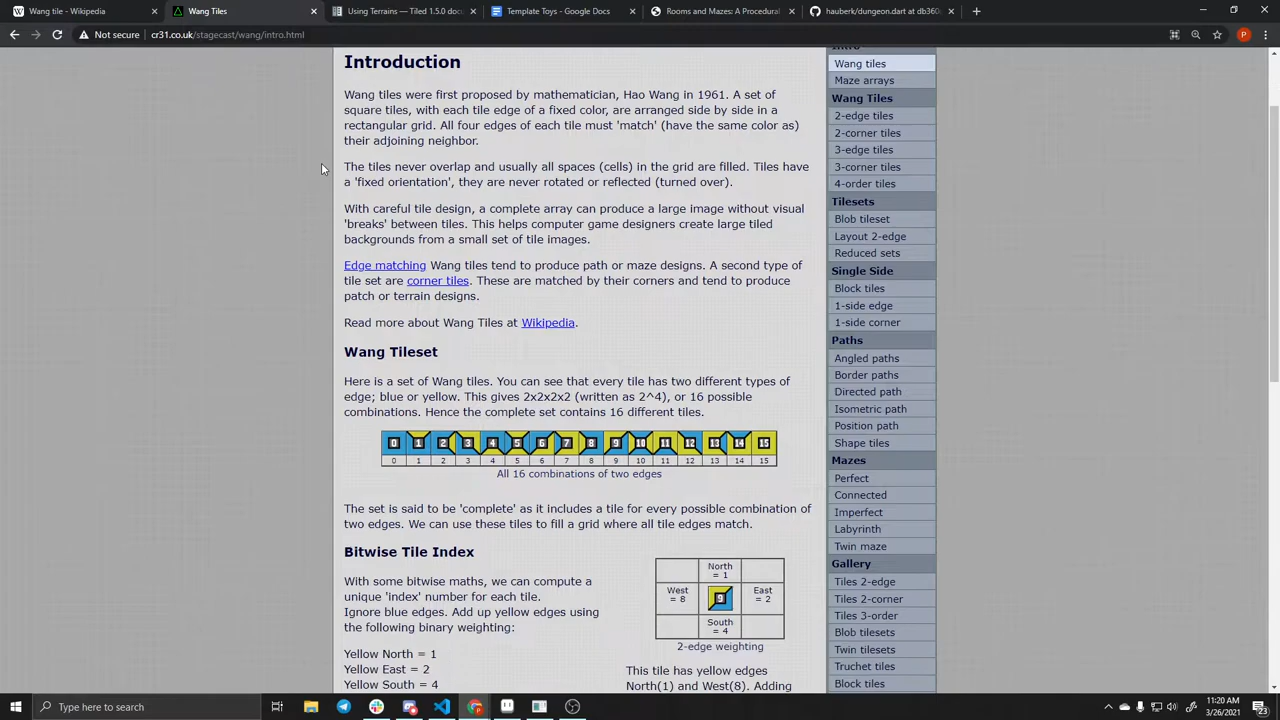 Wang tile - Wikipedia
Wang Tiles
Using Terrains — Tiled 1.5.0 doc
Template Toys - Google Docs
Rooms and Mazes: A Procedural
hauberk/dungeon.dart at db360
Not secure
cr31.co.uk/stagecast/wang/intro.html
P
Introduction
Wang tiles were first proposed by mathematician, Hao Wang in 1961. A set of
square tiles, with each tile edge of a fixed color, are arranged side by side in a
rectangular grid. All four edges of each tile must 'match' (have the same color as)
their adjoining neighbor.
The tiles never overlap and usually all spaces (cells) in the grid are filled. Tiles have
a 'fixed orientation', they are never rotated or reflected (turned over).
With careful tile design, a complete array can produce a large image without visual
'breaks' between tiles. This helps computer game designers create large tiled
backgrounds from a small set of tile images.
Edge matching Wang tiles tend to produce path or maze designs. A second type of
tile set are corner tiles. These are matched by their corners and tend to produce
patch or terrain designs.
Read more about Wang Tiles at Wikipedia.
Wang Tileset
Here is a set of Wang tiles. You can see that every tile has two different types of
edge; blue or yellow. This gives 2x2x2x2 (written as 2^4), or 16 possible
combinations. Hence the complete set contains 16 different tiles.
0 1 2 3 4 5 6 7 8 9 10 11 12 13 14 15
0 1 2 3 4 5 6 7 8 9 10 11 12 13 14 15
All 16 combinations of two edges
The set is said to be 'complete' as it includes a tile for every possible combination of
two edges. We can use these tiles to fill a grid where all tile edges match.
Bitwise Tile Index
With some bitwise maths, we can compute a
unique 'index' number for each tile.
Ignore blue edges. Add up yellow edges using
the following binary weighting:
Yellow North = 1
Yellow East = 2
Yellow South = 4
North
= 1
West
= 8
9
East
= 2
South
= 4
2-edge weighting
This tile has yellow edges
North(1) and West(8). Adding
Intro
Wang tiles
Maze arrays
Wang Tiles
2-edge tiles
2-corner tiles
3-edge tiles
3-corner tiles
4-order tiles
Tilesets
Blob tileset
Layout 2-edge
Reduced sets
Single Side
Block tiles
1-side edge
1-side corner
Paths
Angled paths
Border paths
Directed path
Isometric path
Position path
Shape tiles
Mazes
Perfect
Connected
Imperfect
Labyrinth
Twin maze
Gallery
Tiles 2-edge
Tiles 2-corner
Tiles 3-order
Blob tilesets
Twin tilesets
Truchet tiles
Block tiles
Type here to search
11:20 AM
3/26/2021
23